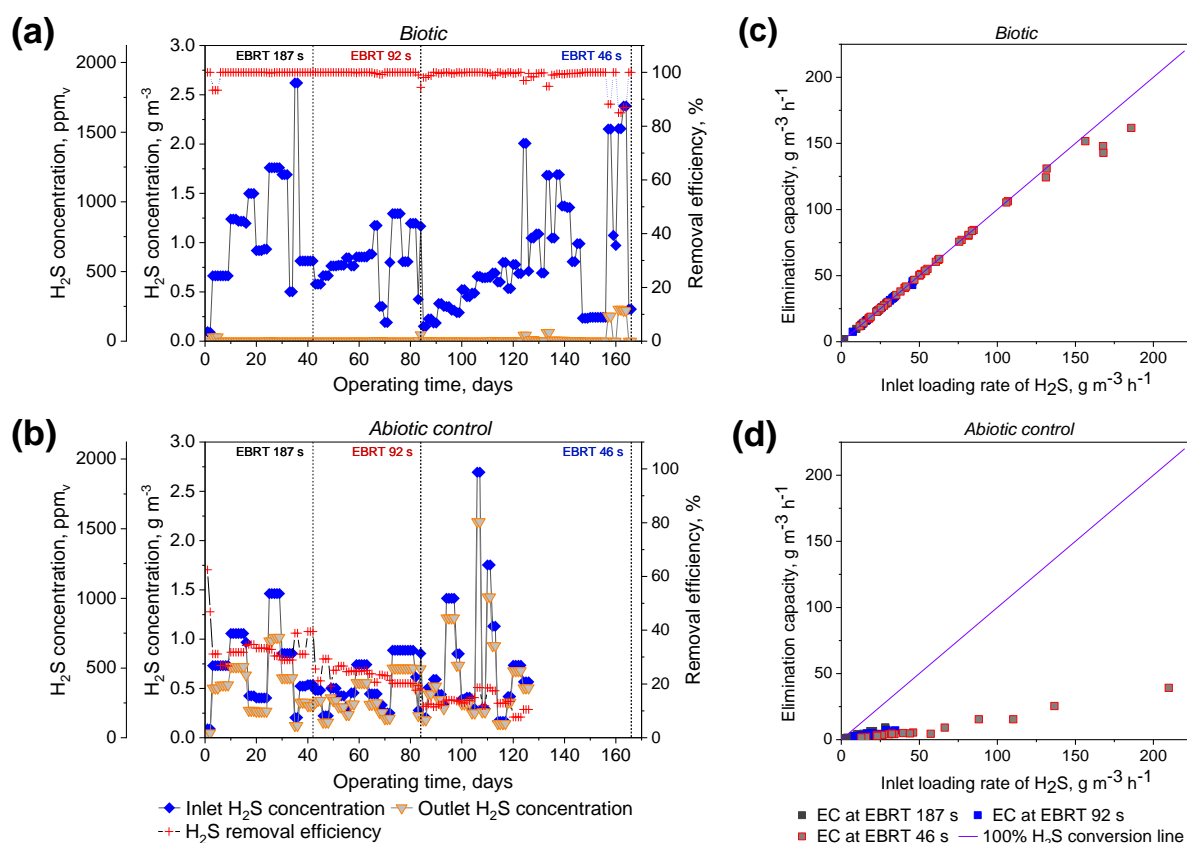 (a)
Biotic
EBRT 187 s
EBRT 92 s
EBRT 46 s
H₂S concentration, ppmᵥ
2000
1500
1000
500
0
H₂S concentration, g m⁻³
3.0
2.5
2.0
1.5
1.0
0.5
0.0
Removal efficiency, %
100
80
60
40
20
0
0 20 40 60 80 100 120 140 160
Operating time, days
(c)
Biotic
Elimination capacity, g m⁻³ h⁻¹
200
150
100
50
0
0 50 100 150 200
Inlet loading rate of H₂S, g m⁻³ h⁻¹
(b)
Abiotic control
EBRT 187 s
EBRT 92 s
EBRT 46 s
H₂S concentration, ppmᵥ
2000
1500
1000
500
0
H₂S concentration, g m⁻³
3.0
2.5
2.0
1.5
1.0
0.5
0.0
Removal efficiency, %
100
80
60
40
20
0
0 20 40 60 80 100 120 140 160
Operating time, days
(d)
Abiotic control
Elimination capacity, g m⁻³ h⁻¹
200
150
100
50
0
0 50 100 150 200
Inlet loading rate of H₂S, g m⁻³ h⁻¹
Inlet H₂S concentration
Outlet H₂S concentration
H₂S removal efficiency
EC at EBRT 187 s
EC at EBRT 92 s
EC at EBRT 46 s
100% H₂S conversion line